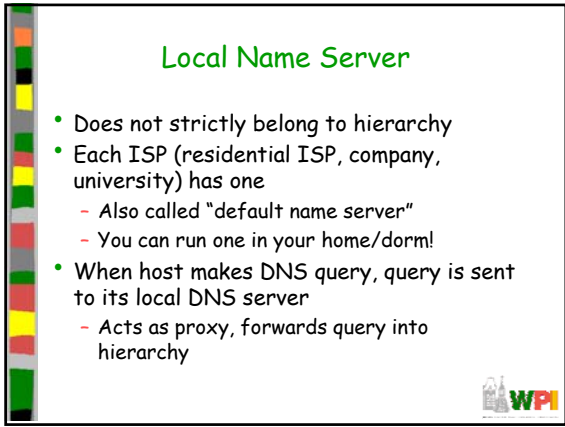 Local Name Server
• Does not strictly belong to hierarchy
• Each ISP (residential ISP, company,
university) has one
– Also called “default name server”
– You can run one in your home/dorm!
• When host makes DNS query, query is sent
to its local DNS server
– Acts as proxy, forwards query into
hierarchy
WPI